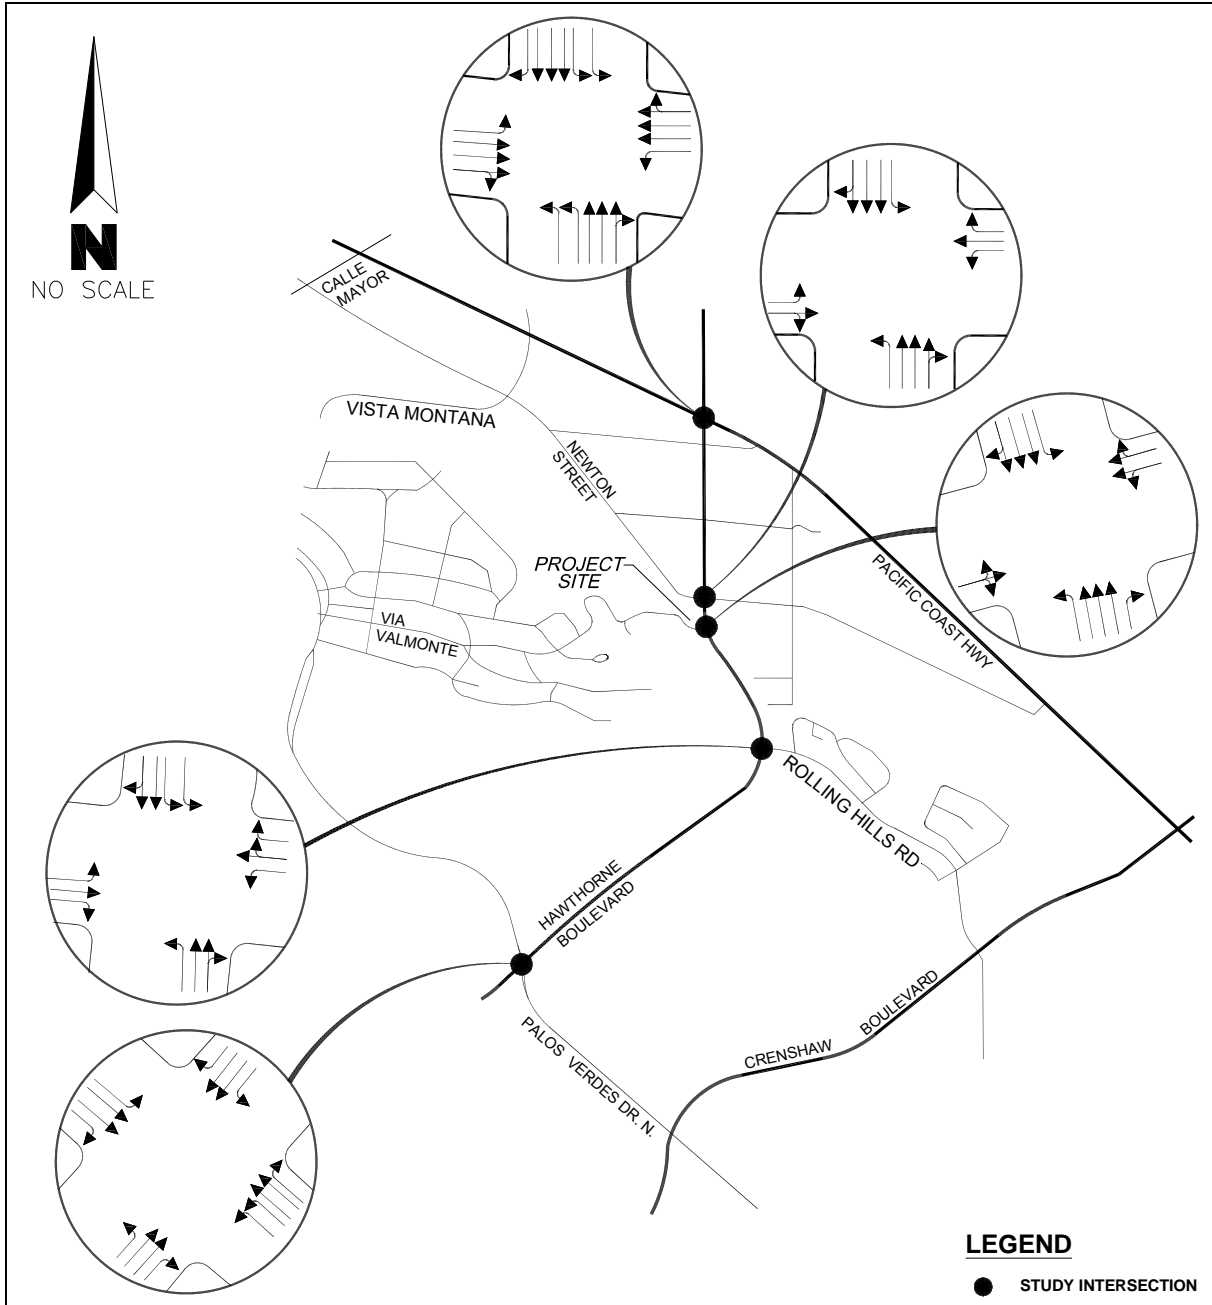 N
NO SCALE
CALLE
MAYOR
VISTA MONTANA
NEWTON
STREET
PROJECT
SITE
PACIFIC COAST HWY
VIA
VALMONTE
ROLLING HILLS RD
HAWTHORNE
BOULEVARD
PALOS VERDES DR. N.
CRENSHAW
BOULEVARD
LEGEND
STUDY INTERSECTION